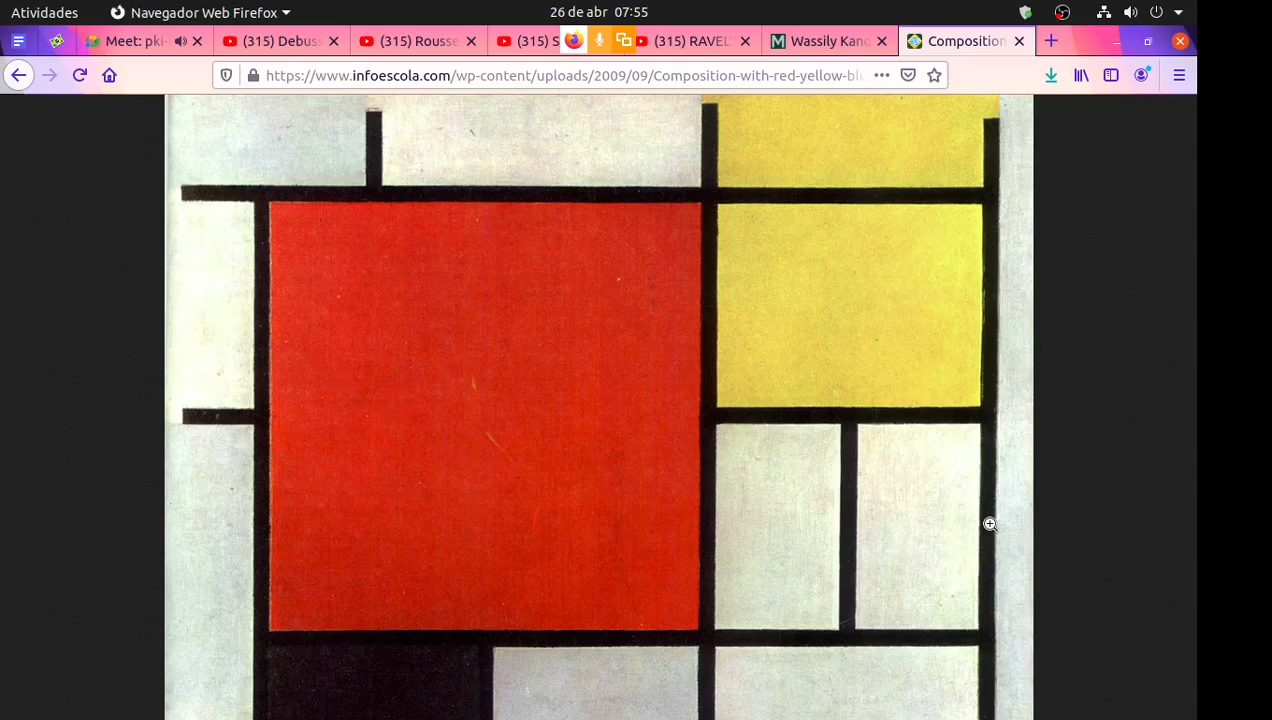 Atividades Navegador Web Firefox 26 de abr 07:55
Meet: pki- (315) Debus (315) Rousse (315) S (315) RAVEL'S Wassily Kan Composition
https://www.infoescola.com/wp-content/uploads/2009/09/Composition-with-red-yellow-blu